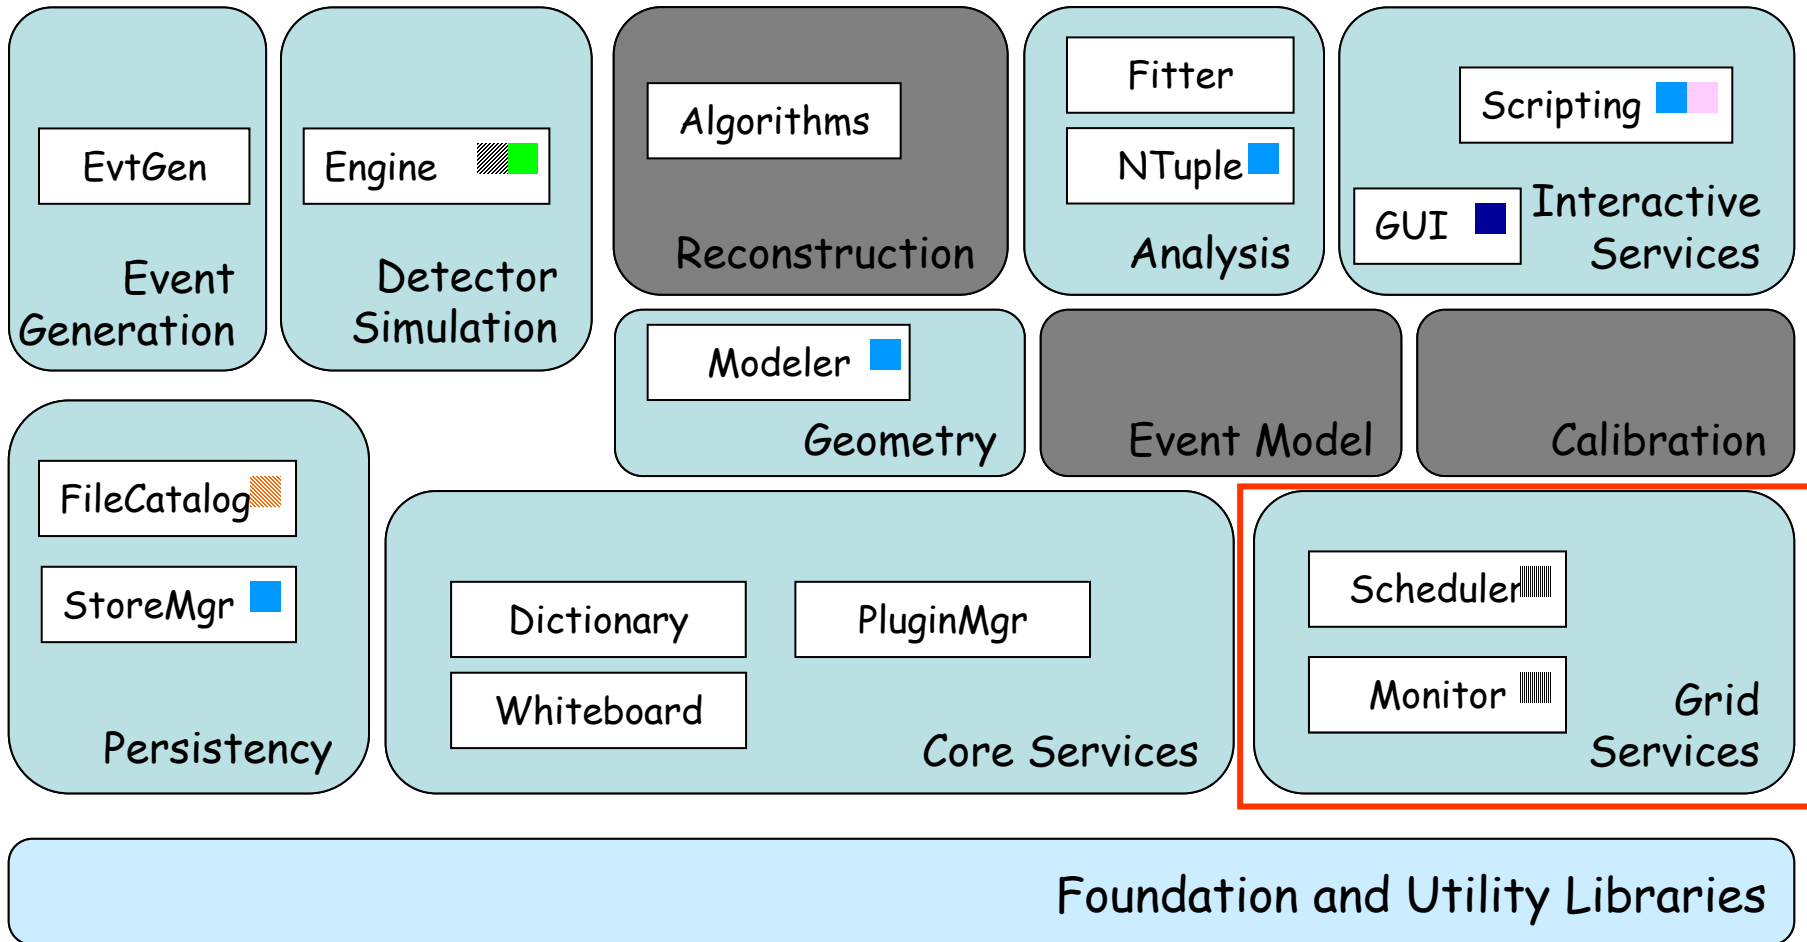 EvtGen
Event
Generation
Engine
Detector
Simulation
Algorithms
Reconstruction
Fitter
NTuple
Analysis
Scripting
GUI
Interactive
Services
Modeler
Geometry
Event Model
Calibration
FileCatalog
StoreMgr
Persistency
Dictionary
PluginMgr
Whiteboard
Core Services
Scheduler
Monitor
Grid
Services
Foundation and Utility Libraries